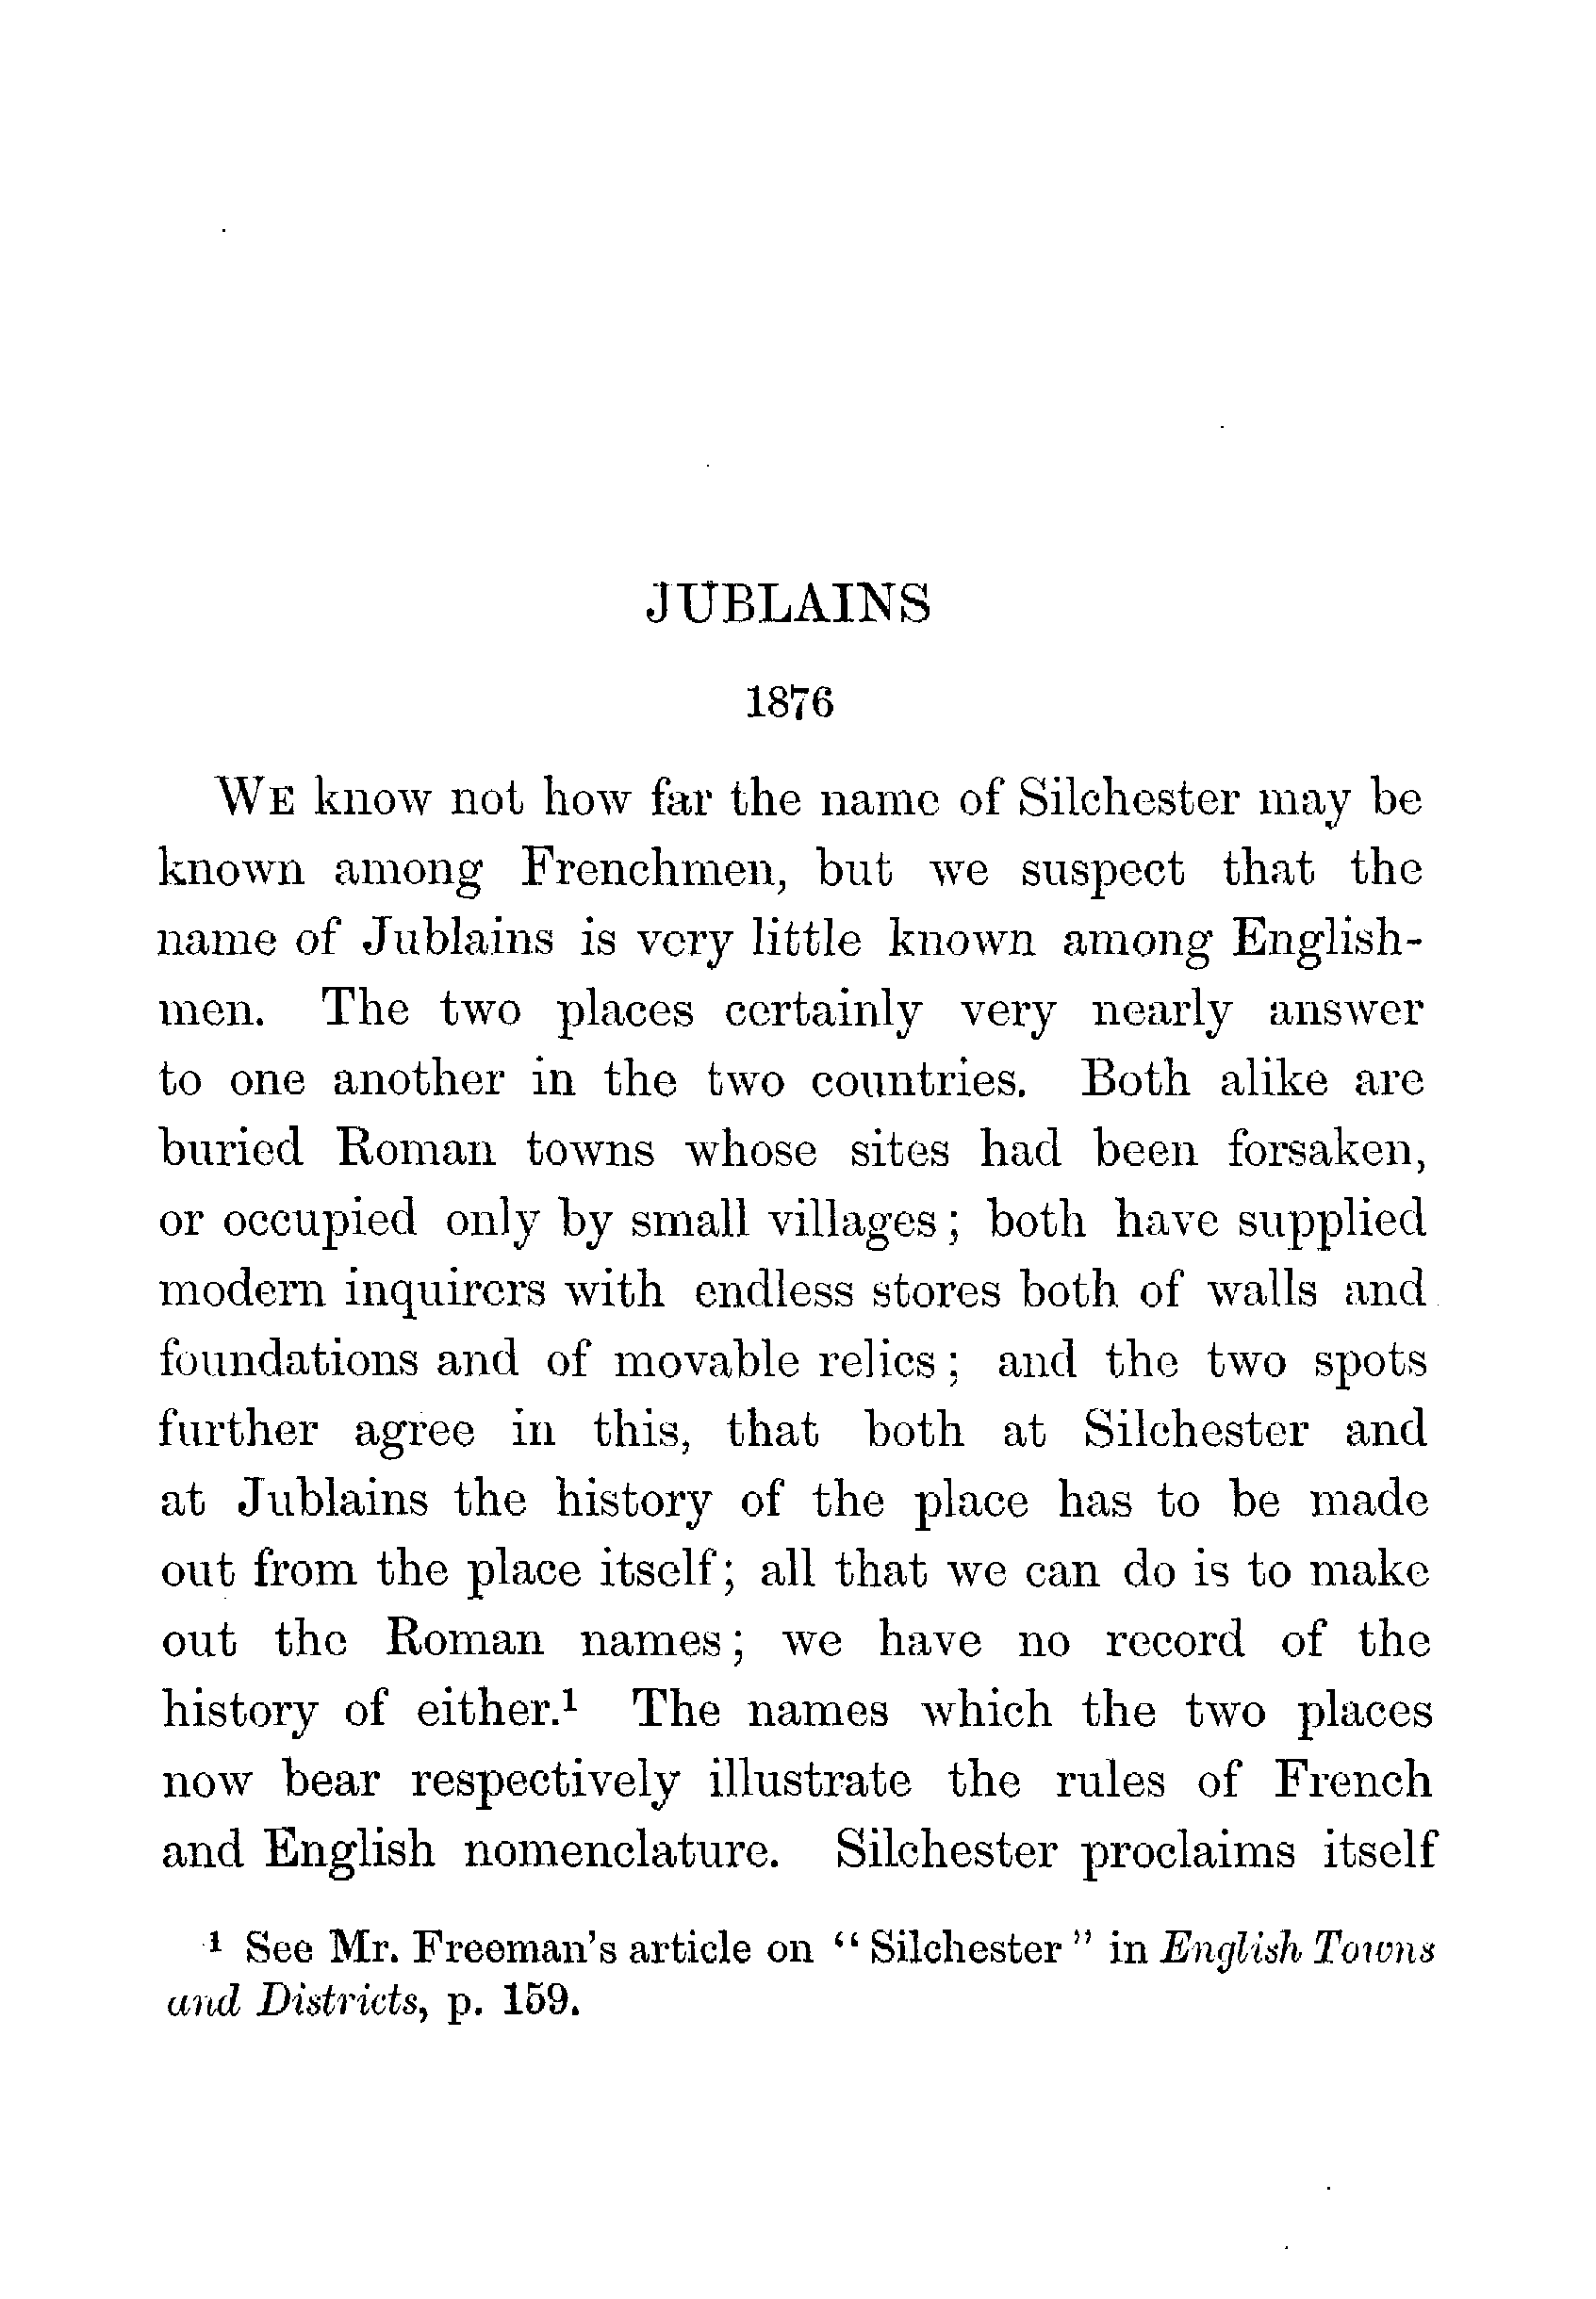 JUBLAINS
1876
WE know not how far the name of Silchester may be
known among Frenchmen, but we suspect that the
name of Jublains is very little known among English-
men. The two places certainly very nearly answer
to one another in the two countries. Both alike are
buried Roman towns whose sites had been forsaken,
or occupied only by small villages; both have supplied
modern inquirers with endless stores both of walls and
foundations and of movable relics; and the two spots
further agree in this, that both at Silchester and
at Jublains the history of the place has to be made
out from the place itself; all that we can do is to make
out the Roman names; we have no record of the
history of either.¹ The names which the two places
now bear respectively illustrate the rules of French
and English nomenclature. Silchester proclaims itself
¹ See Mr. Freeman's article on "Silchester" in English Towns
and Districts, p. 159.